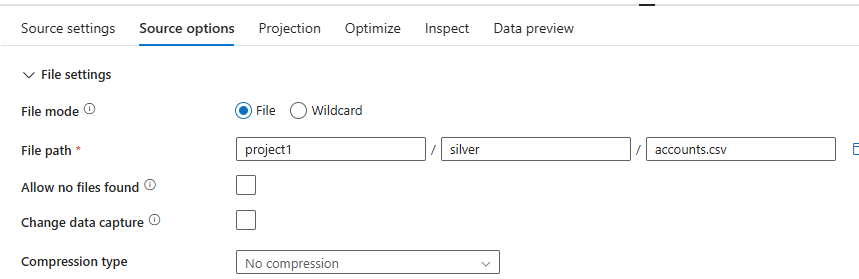 Source settings Source options Projection Optimize Inspect Data preview
File settings
File mode File Wildcard
File path * project1 / silver / accounts.csv
Allow no files found
Change data capture
Compression type No compression